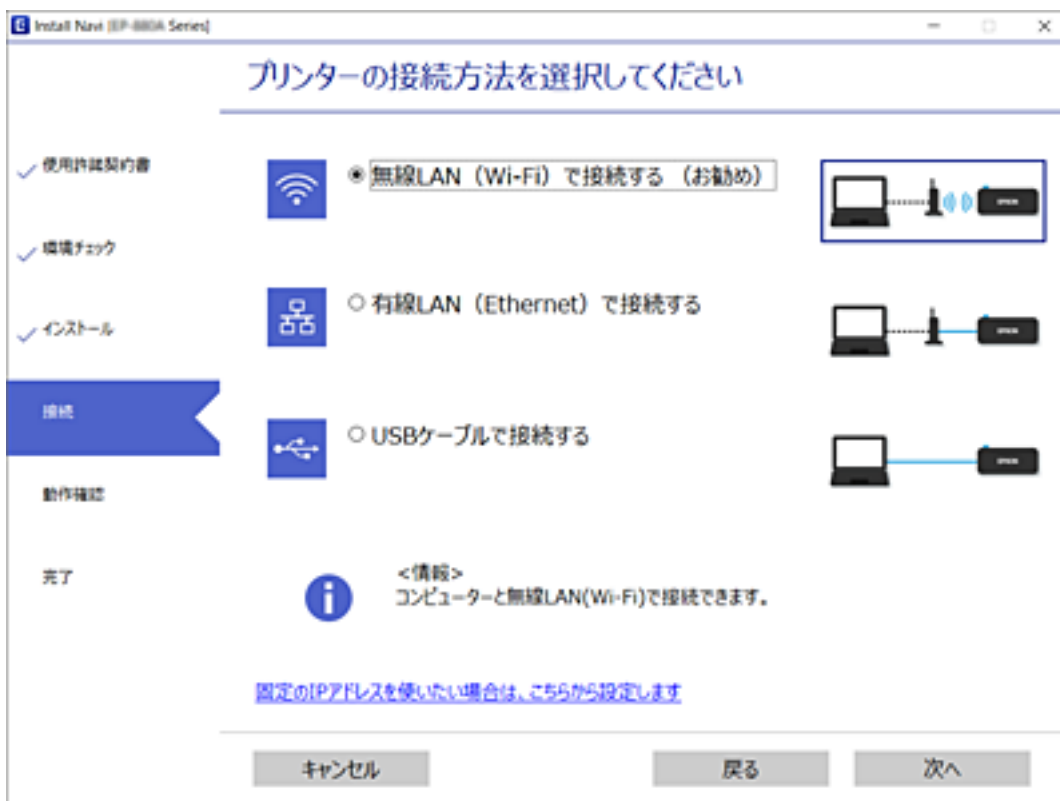 Install Navi [EP-880A Series]
プリンターの接続方法を選択してください
使用許諾契約書
環境チェック
インストール
接続
動作確認
完了
無線LAN（Wi-Fi）で接続する （お勧め）
有線LAN（Ethernet）で接続する
USBケーブルで接続する
EPSON
EPSON
EPSON
<情報>
コンピューターと無線LAN(Wi-Fi)で接続できます。
固定のIPアドレスを使いたい場合は、こちらから設定します
キャンセル
戻る
次へ